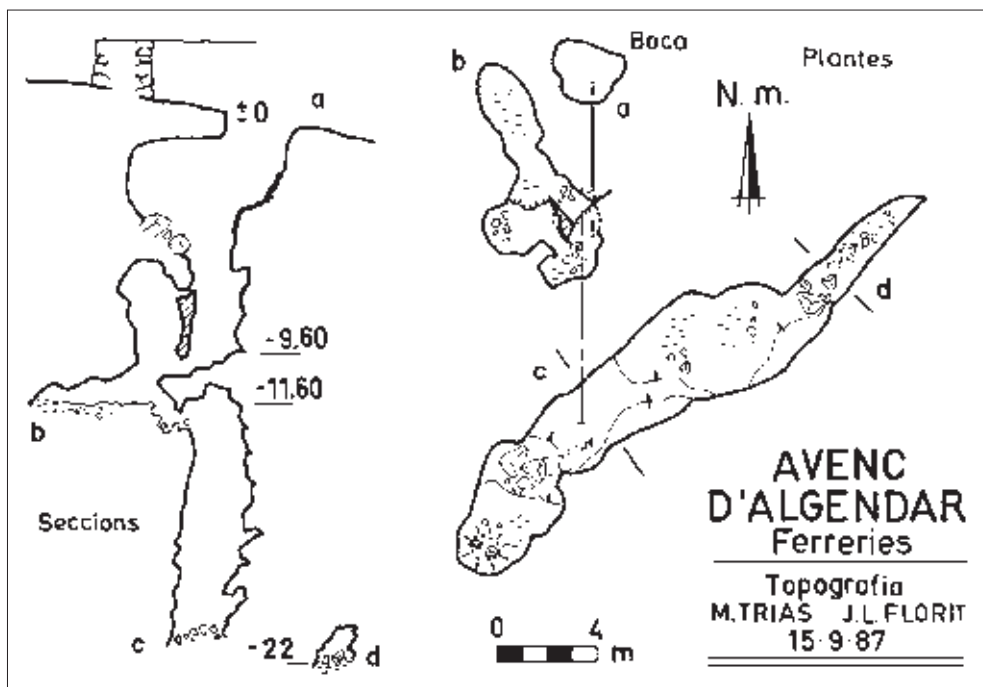 Boca
Plantes
b
±0
a
a
N. m.
-9,60
-11,60
c
d
b
Seccions
AVENC
D'ALGENDAR
Ferreries
Topografia
M.TRIAS J.L.FLORIT
15-9-87
0 4
m
c
-22
d